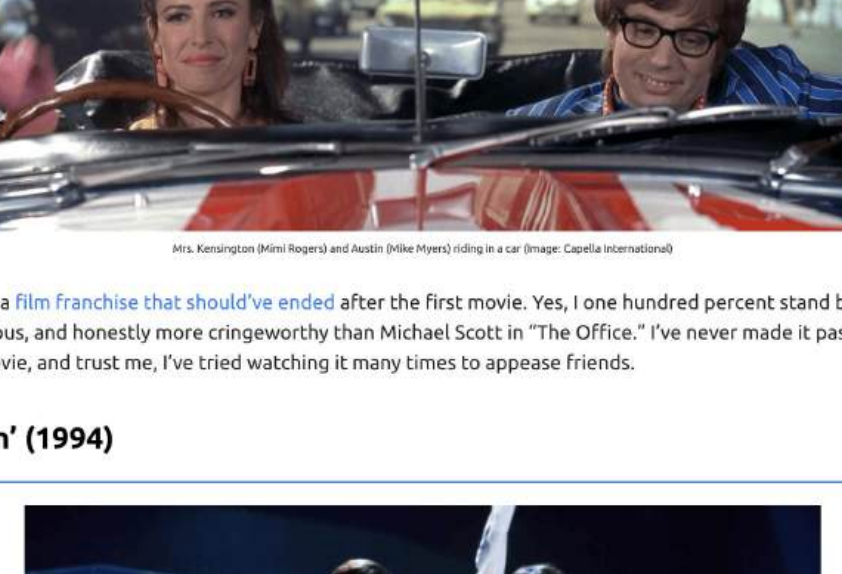 Mrs. Kensington (Mimi Rogers) and Austin (Mike Myers) riding in a car (Image: Capella International)
a film franchise that should've ended after the first movie. Yes, I one hundred percent stand b
ous, and honestly more cringeworthy than Michael Scott in "The Office." I've never made it pas
vie, and trust me, I've tried watching it many times to appease friends.
n' (1994)